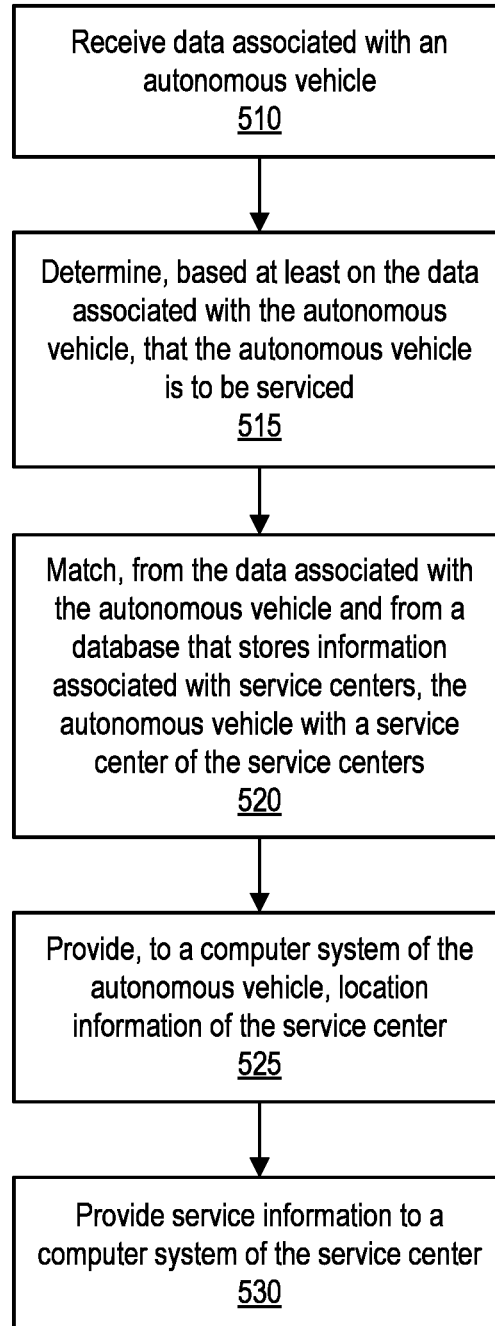 Receive data associated with an
autonomous vehicle
510
Determine, based at least on the data
associated with the autonomous
vehicle, that the autonomous vehicle
is to be serviced
515
Match, from the data associated with
the autonomous vehicle and from a
database that stores information
associated with service centers, the
autonomous vehicle with a service
center of the service centers
520
Provide, to a computer system of the
autonomous vehicle, location
information of the service center
525
Provide service information to a
computer system of the service center
530